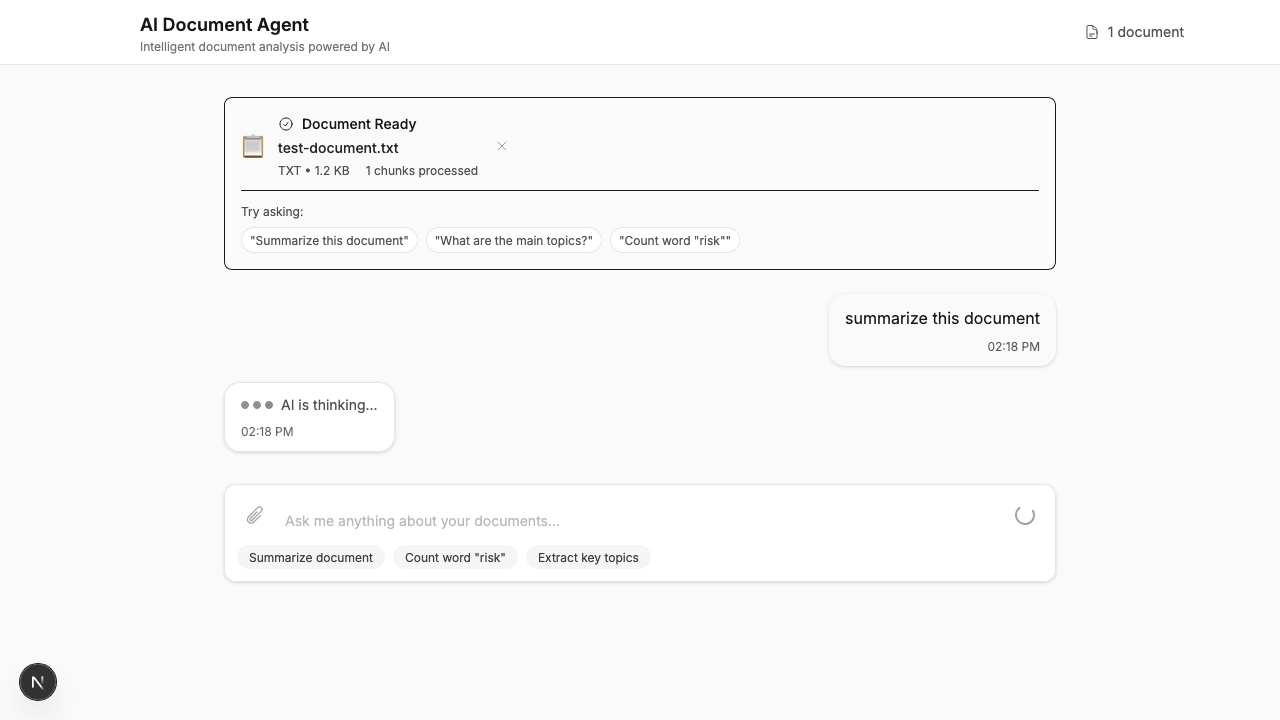 AI Document Agent
Intelligent document analysis powered by AI
1 document
Document Ready
test-document.txt
TXT • 1.2 KB 1 chunks processed
Try asking:
"Summarize this document" "What are the main topics?" "Count word "risk""
summarize this document
02:18 PM
AI is thinking...
02:18 PM
Ask me anything about your documents...
Summarize document Count word "risk" Extract key topics
N